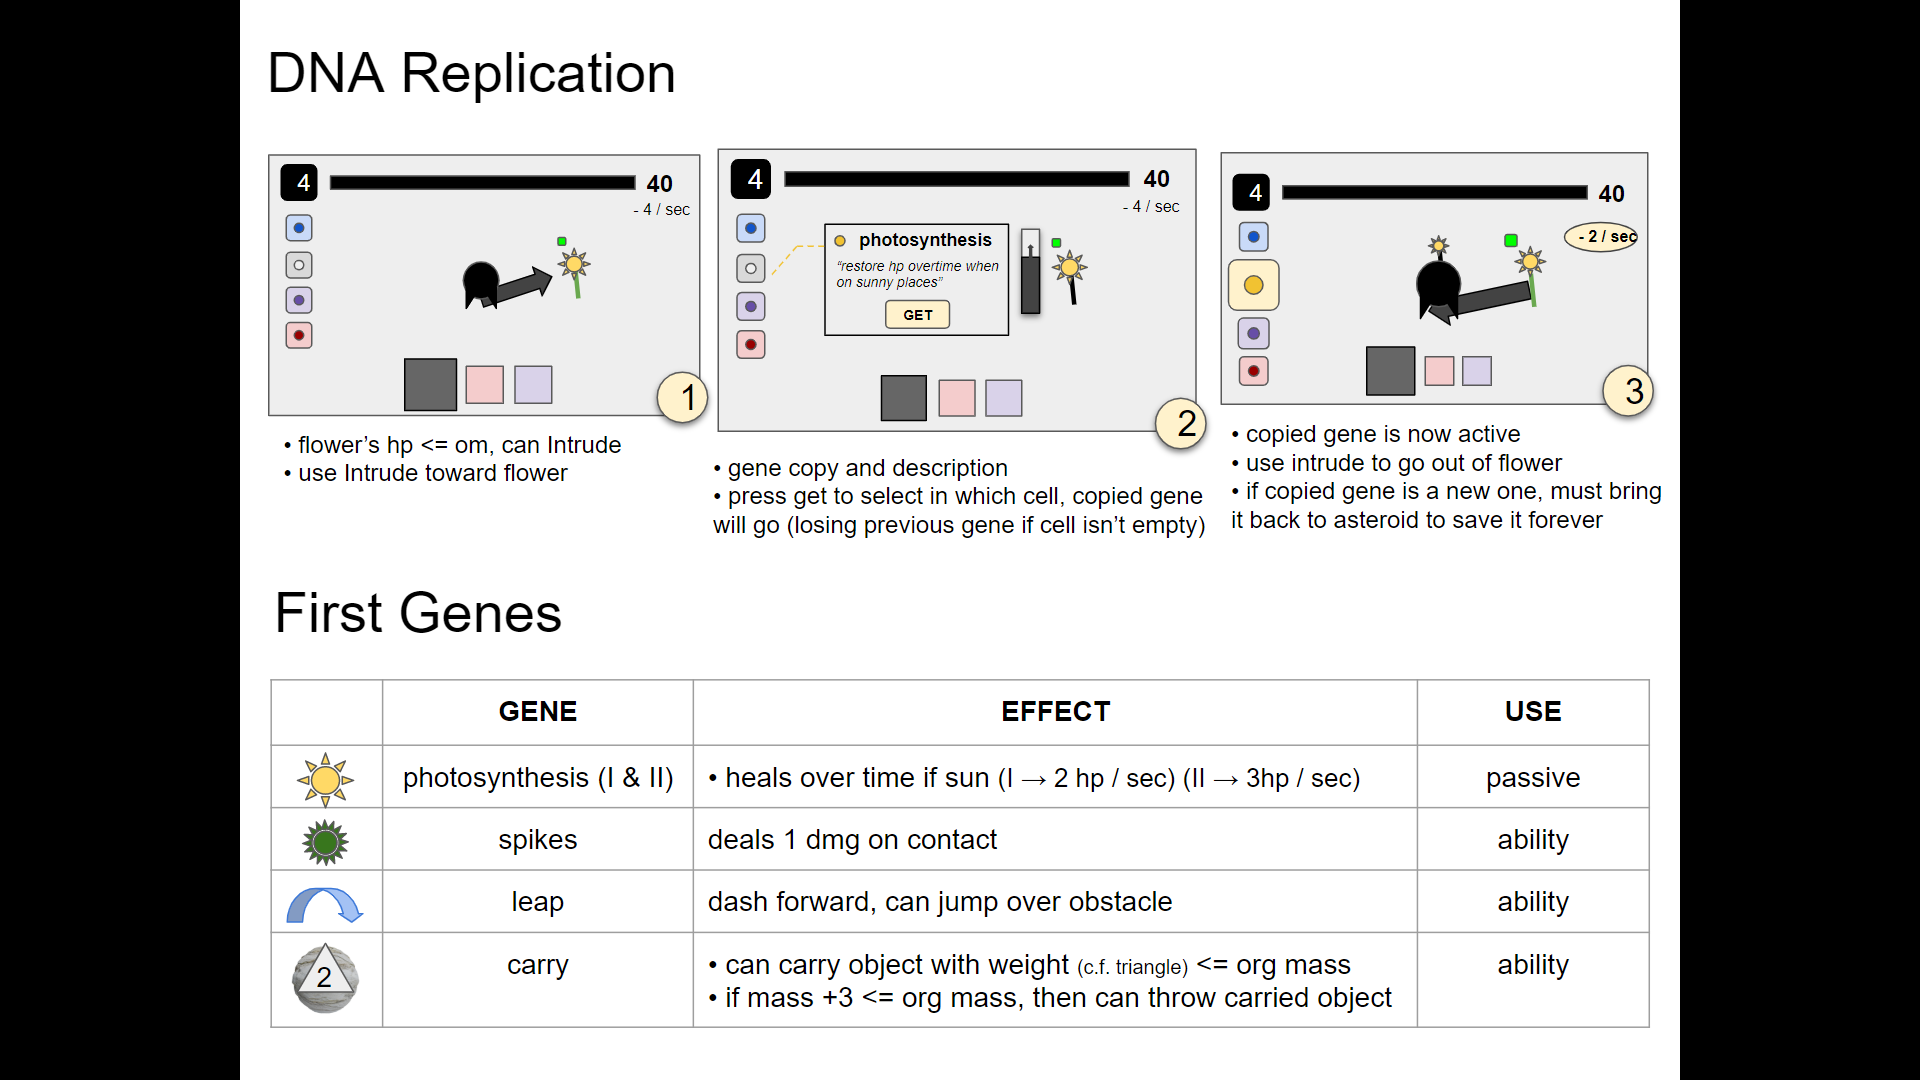 DNA Replication
4
40
- 4 / sec
1
• flower's hp <= om, can Intrude
• use Intrude toward flower
4
40
- 4 / sec
photosynthesis
“restore hp overtime when
on sunny places”
GET
2
• gene copy and description
• press get to select in which cell, copied gene
will go (losing previous gene if cell isn't empty)
4
40
- 2 / sec
3
• copied gene is now active
• use intrude to go out of flower
• if copied gene is a new one, must bring
it back to asteroid to save it forever
First Genes
GENE EFFECT USE
photosynthesis (I & II) • heals over time if sun (I → 2 hp / sec) (II → 3hp / sec) passive
spikes deals 1 dmg on contact ability
leap dash forward, can jump over obstacle ability
2 carry • can carry object with weight (c.f. triangle) <= org mass ability
• if mass +3 <= org mass, then can throw carried object